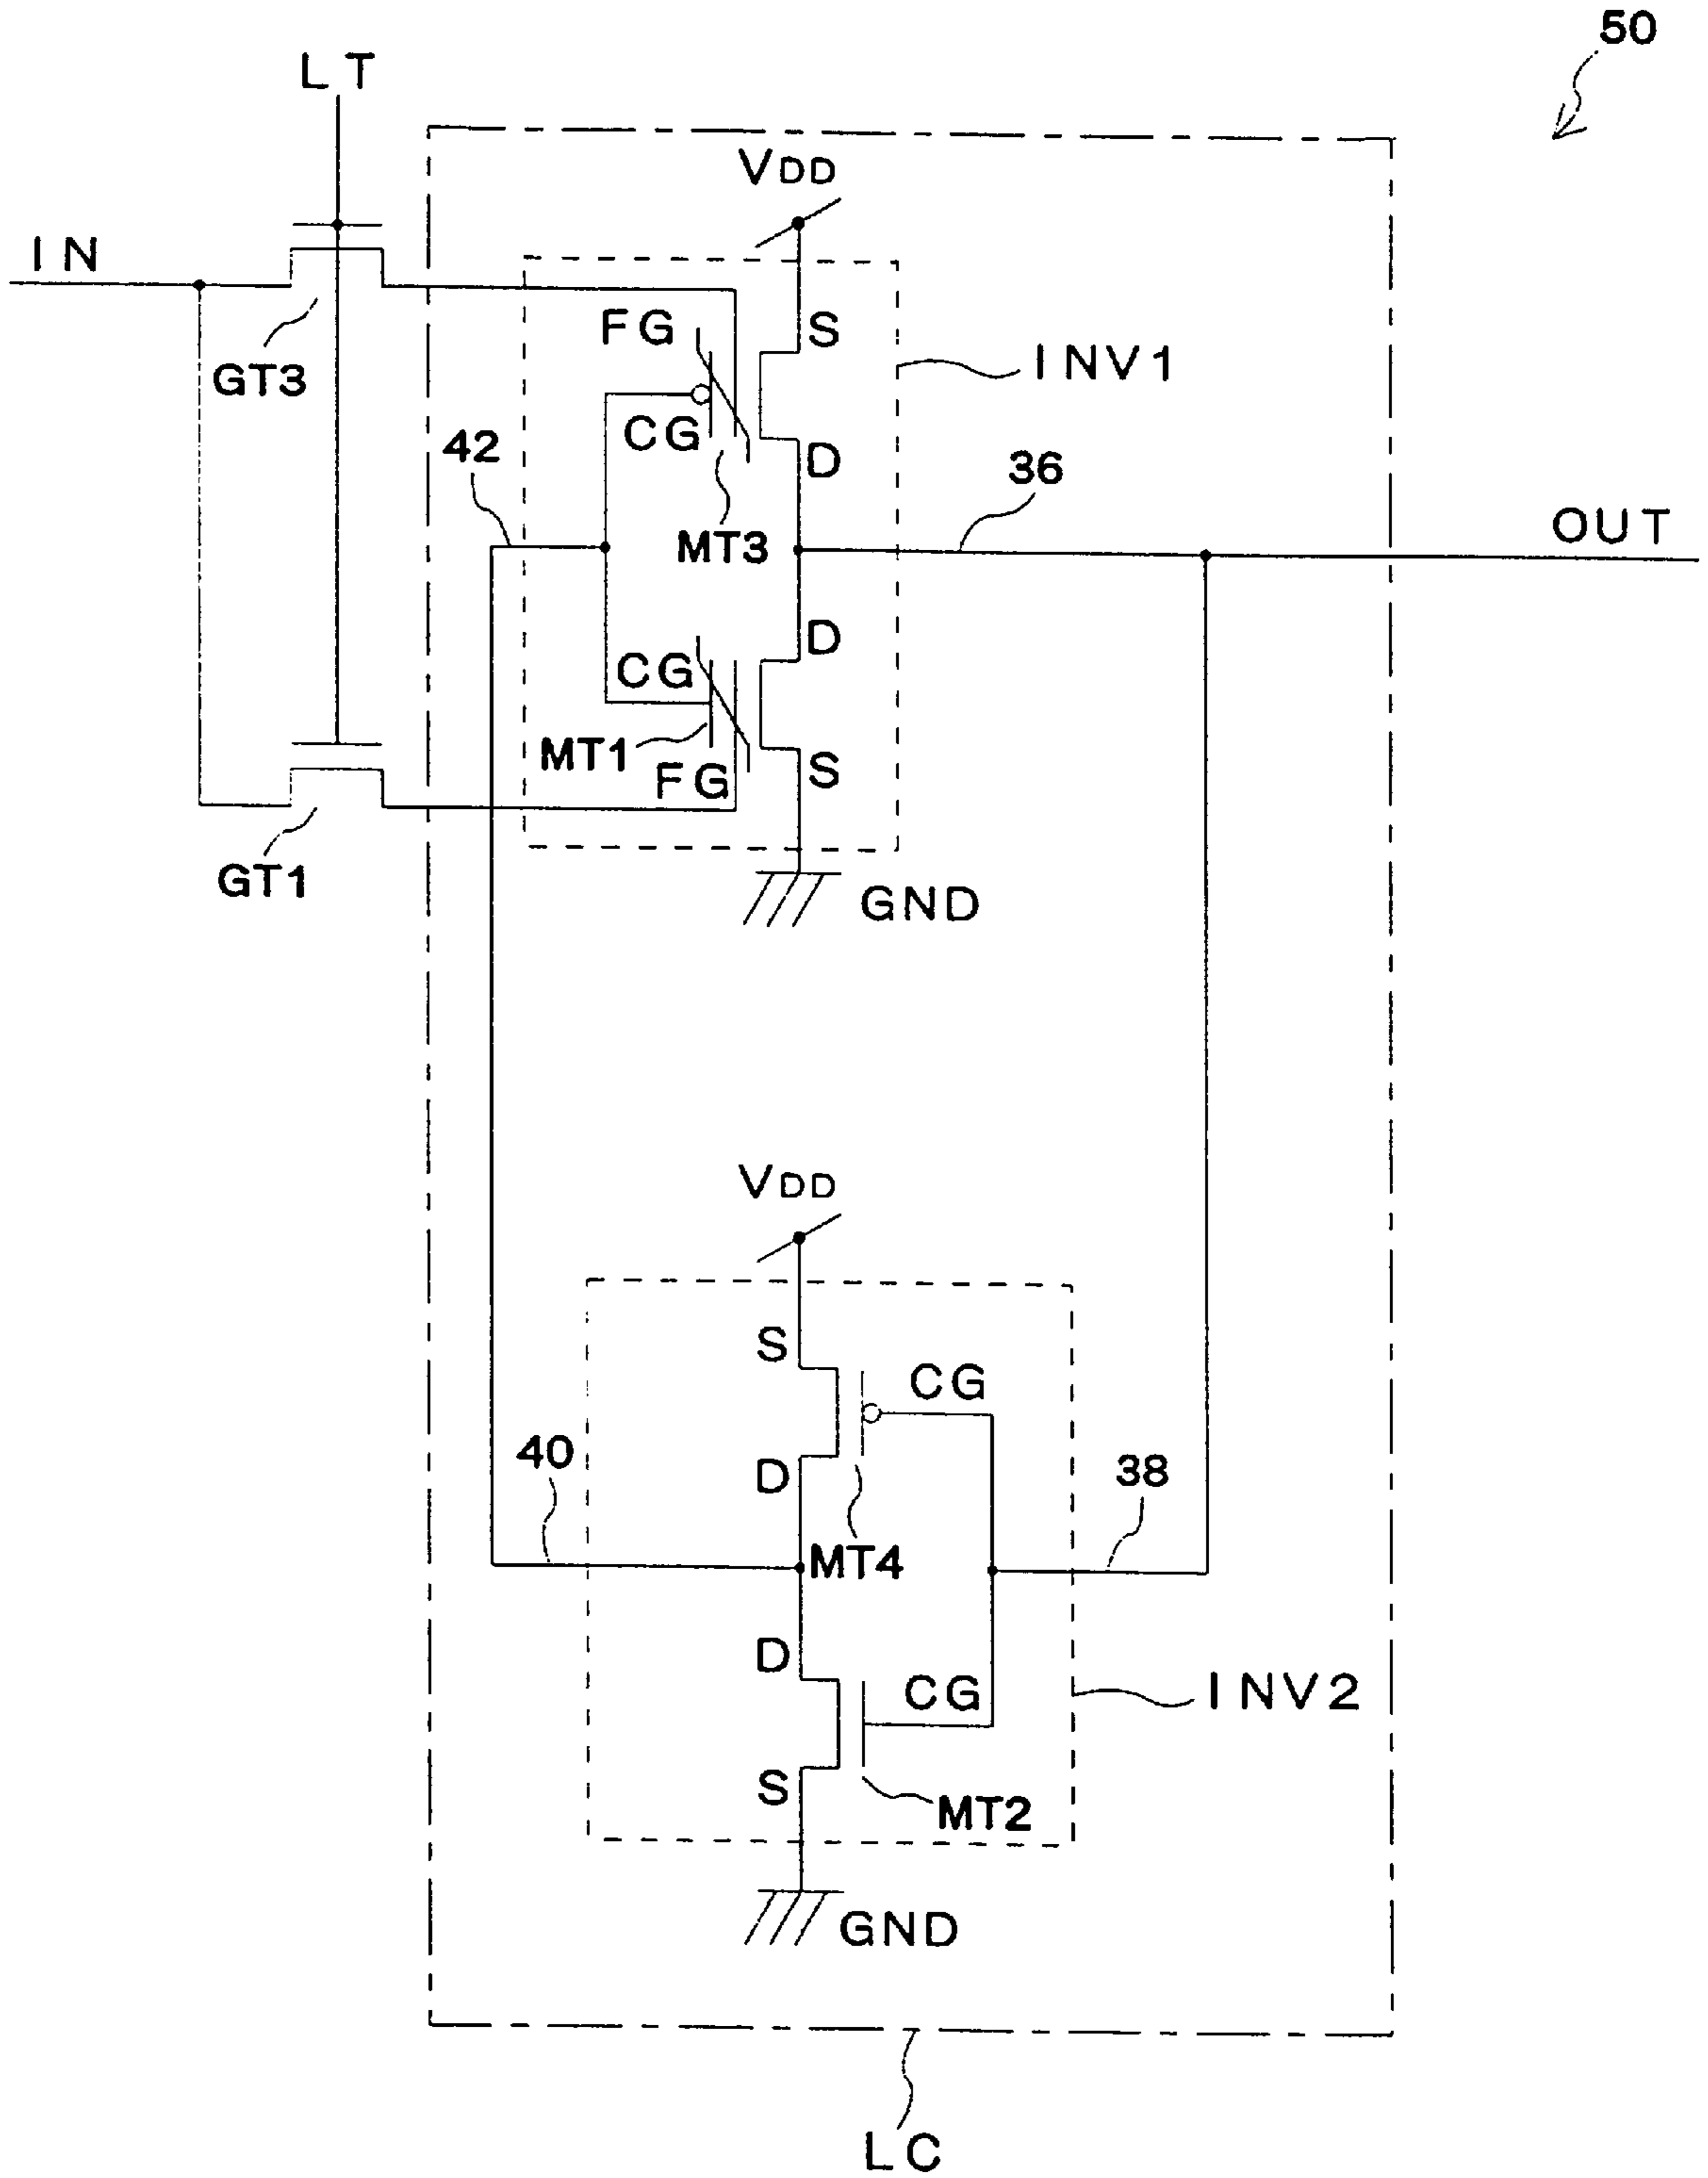 50
LT
VDD
IN
FG
S
INV1
GT3
CG
42
D
36
MT3
OUT
D
CG
MT1
FG
S
GT1
GND
VDD
S
CG
40
D
38
MT4
D
CG
INV2
S
MT2
GND
LC